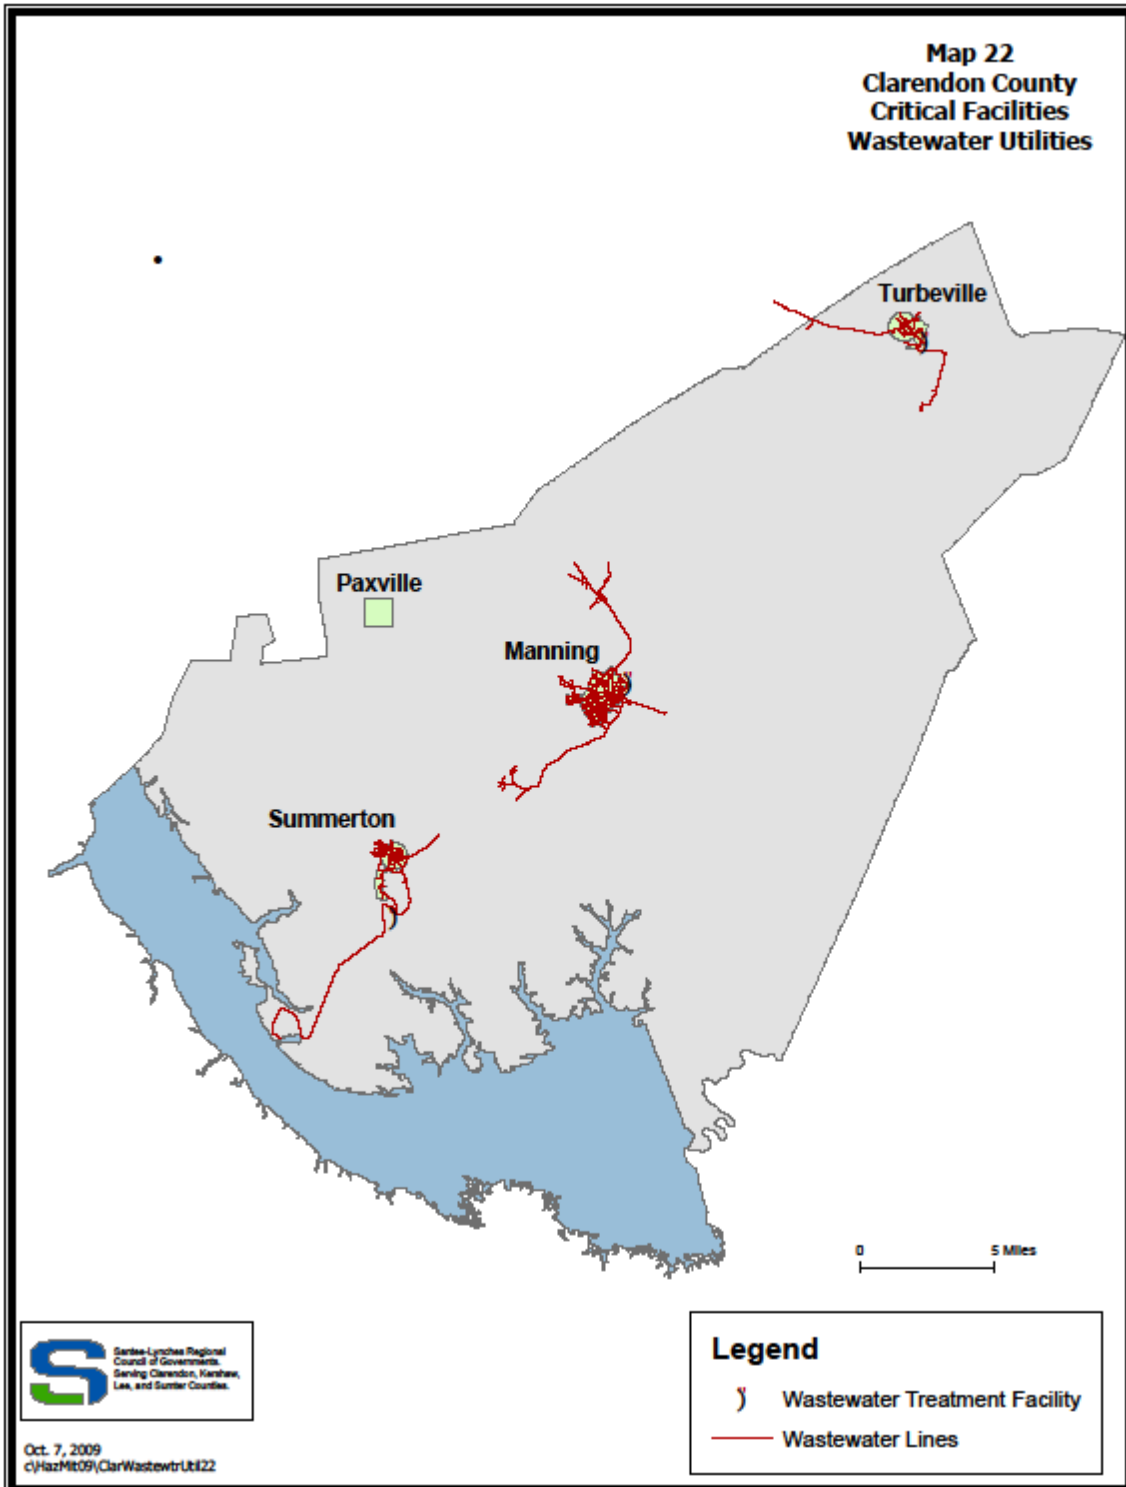 Map 22
Clarendon County
Critical Facilities
Wastewater Utilities
Turbeville
Paxville
Manning
Summerton
0 5 Miles
Santee-Lynches Regional
Council of Governments.
Serving Clarendon, Kershaw,
Lee, and Sumter Counties.
Legend
Wastewater Treatment Facility
Wastewater Lines
Oct. 7, 2009
c\HazMit09\ClarWastewtrUtil22